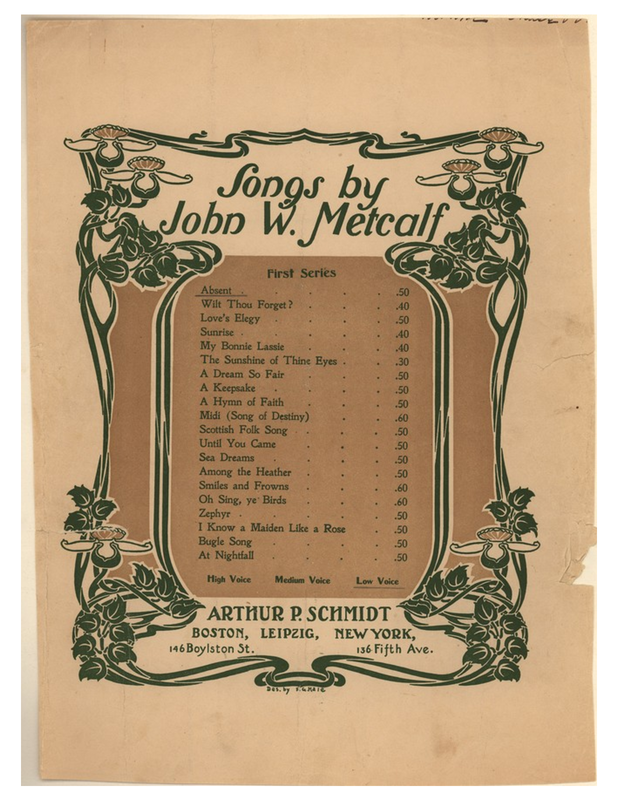 Songs by
John W. Metcalf
First Series
Absent . . . . .50
Wilt Thou Forget? . . . .40
Love's Elegy . . . .50
Sunrise . . . . .40
My Bonnie Lassie . . . .40
The Sunshine of Thine Eyes . . . .30
A Dream So Fair . . . .50
A Keepsake . . . . .50
A Hymn of Faith . . . .50
Midi (Song of Destiny) . . .60
Scottish Folk Song . . . .50
Until You Came . . . .50
Sea Dreams . . . . .50
Among the Heather . . . .50
Smiles and Frowns . . . .60
Oh Sing, ye Birds . . . .60
Zephyr . . . . .50
I Know a Maiden Like a Rose . . .50
Bugle Song . . . .50
At Nightfall . . . . .50
High Voice Medium Voice Low Voice
ARTHUR P. SCHMIDT
BOSTON, LEIPZIG, NEW YORK,
146 Boylston St. 136 Fifth Ave.
Des. by